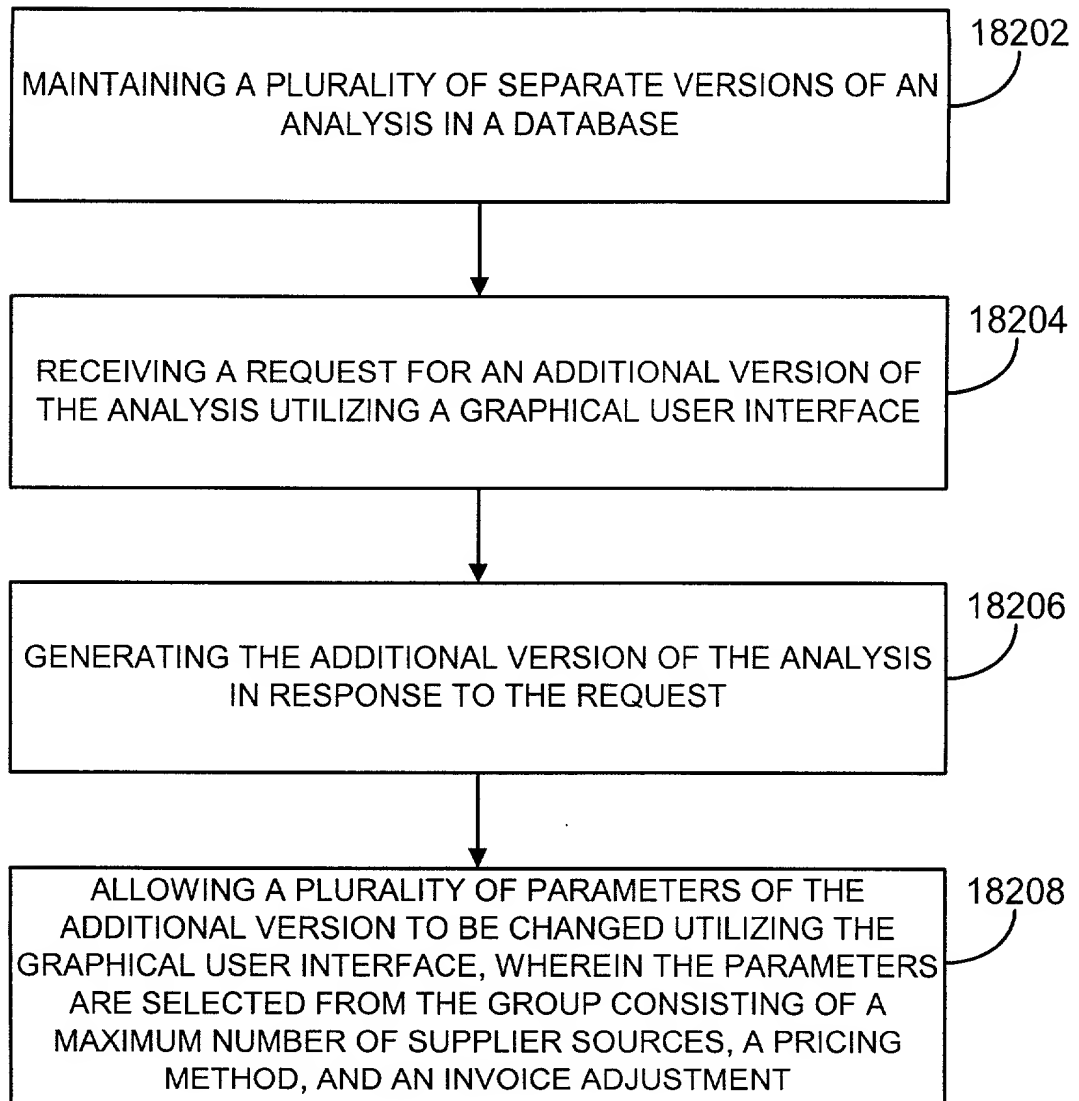 18202
MAINTAINING A PLURALITY OF SEPARATE VERSIONS OF AN
ANALYSIS IN A DATABASE
18204
RECEIVING A REQUEST FOR AN ADDITIONAL VERSION OF
THE ANALYSIS UTILIZING A GRAPHICAL USER INTERFACE
18206
GENERATING THE ADDITIONAL VERSION OF THE ANALYSIS
IN RESPONSE TO THE REQUEST
18208
ALLOWING A PLURALITY OF PARAMETERS OF THE
ADDITIONAL VERSION TO BE CHANGED UTILIZING THE
GRAPHICAL USER INTERFACE, WHEREIN THE PARAMETERS
ARE SELECTED FROM THE GROUP CONSISTING OF A
MAXIMUM NUMBER OF SUPPLIER SOURCES, A PRICING
METHOD, AND AN INVOICE ADJUSTMENT